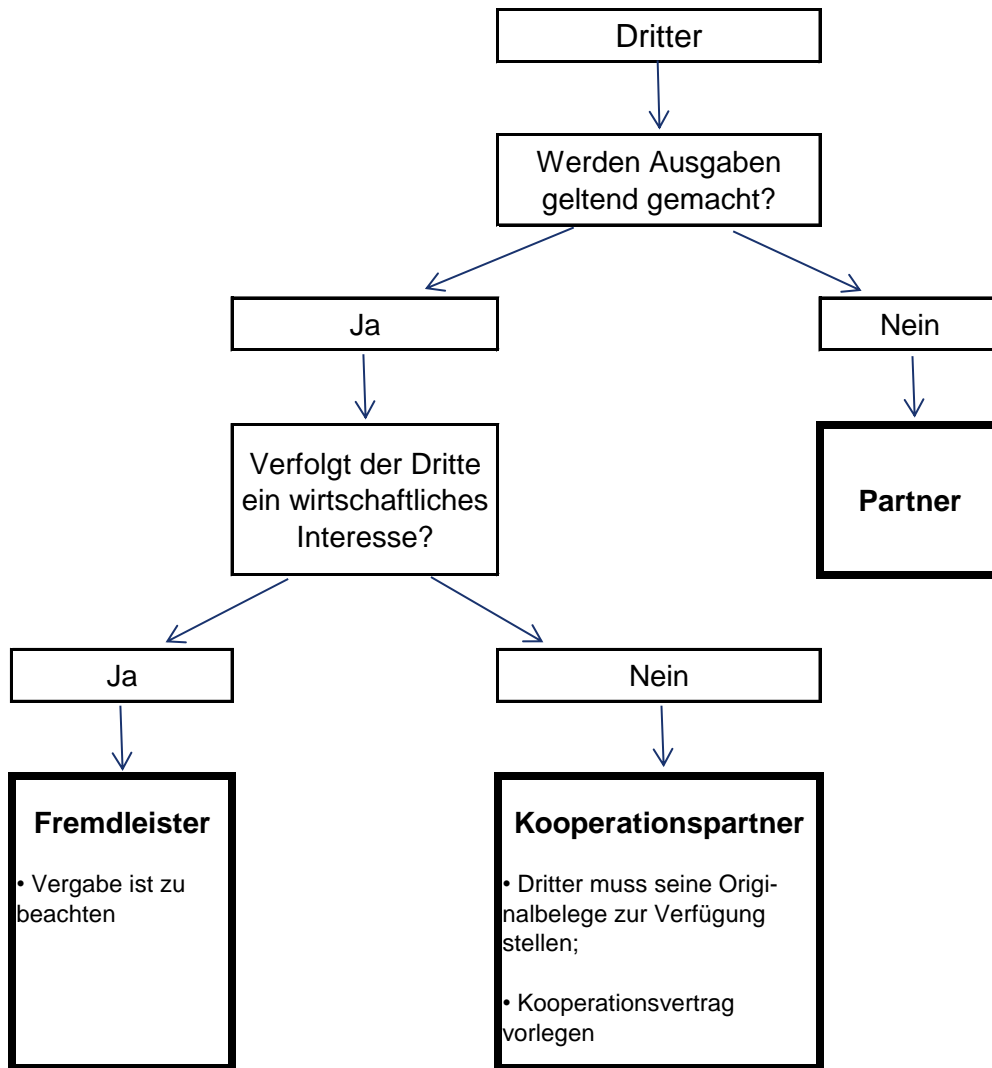 Dritter
Werden Ausgaben
geltend gemacht?
Ja
Nein
Verfolgt der Dritte
ein wirtschaftliches
Interesse?
Partner
Ja
Nein
Fremdleister
• Vergabe ist zu
beachten
Kooperationspartner
• Dritter muss seine Origi-
nalbelege zur Verfügung
stellen;
• Kooperationsvertrag
vorlegen